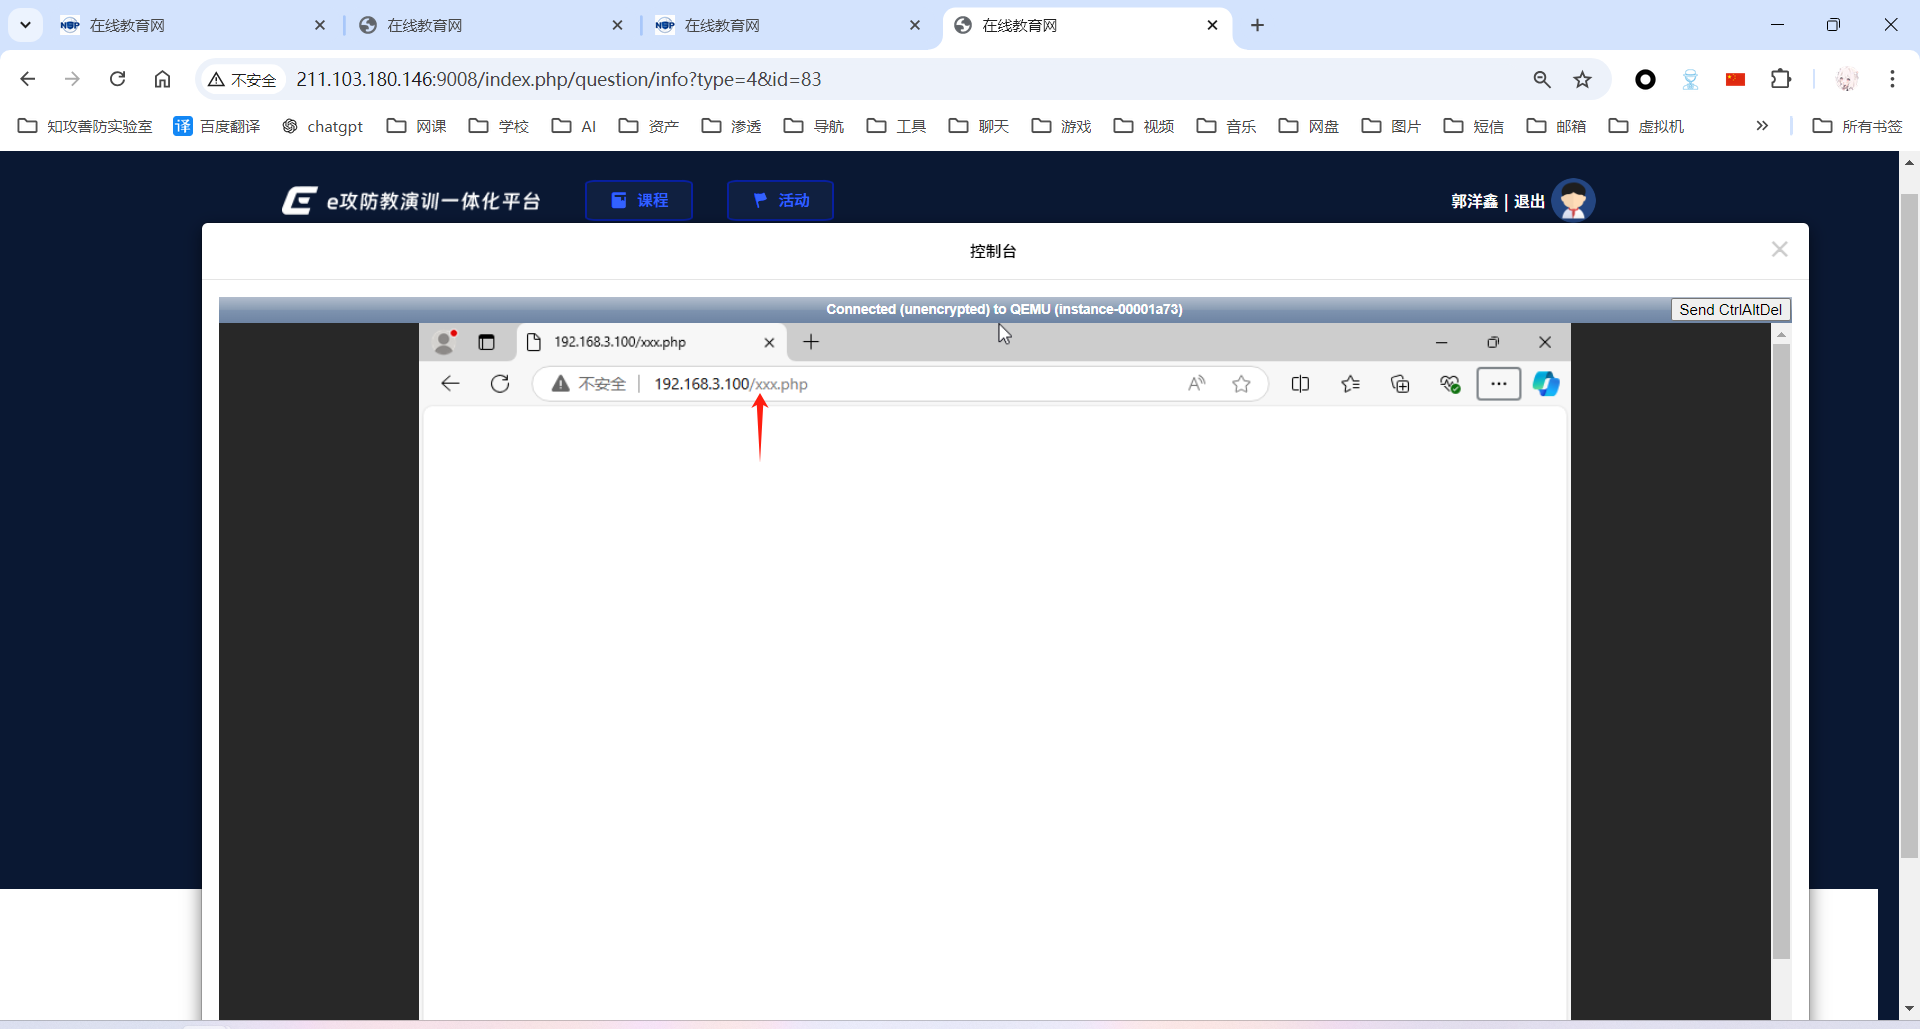 在线教育网
在线教育网
在线教育网
在线教育网
不安全
211.103.180.146:9008/index.php/question/info?type=4&id=83
知攻善防实验室
译 百度翻译
chatgpt
网课
学校
AI
资产
渗透
导航
工具
聊天
游戏
视频
音乐
网盘
图片
短信
邮箱
虚拟机
所有书签
e攻防教演训一体化平台
课程
活动
郭洋鑫 | 退出
控制台
Connected (unencrypted) to QEMU (instance-00001a73)
Send CtrlAltDel
192.168.3.100/xxx.php
不安全
192.168.3.100/xxx.php